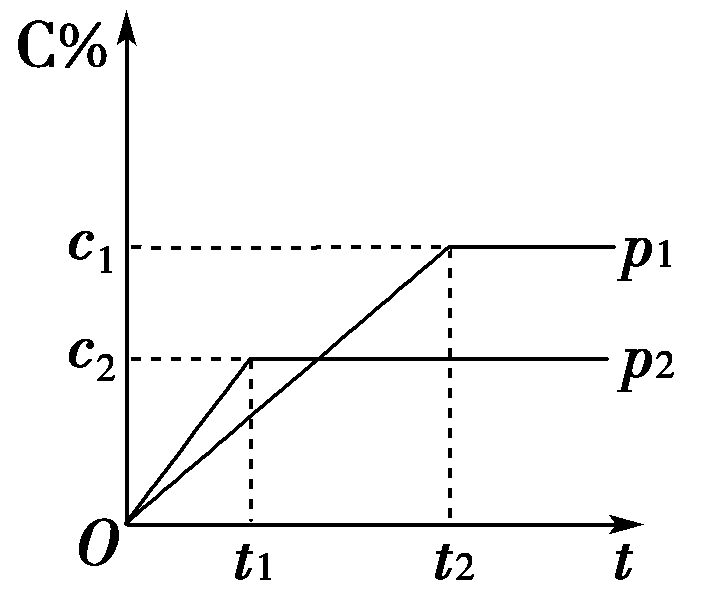 C%
c₁
p₁
c₂
p₂
O
t₁
t₂
t